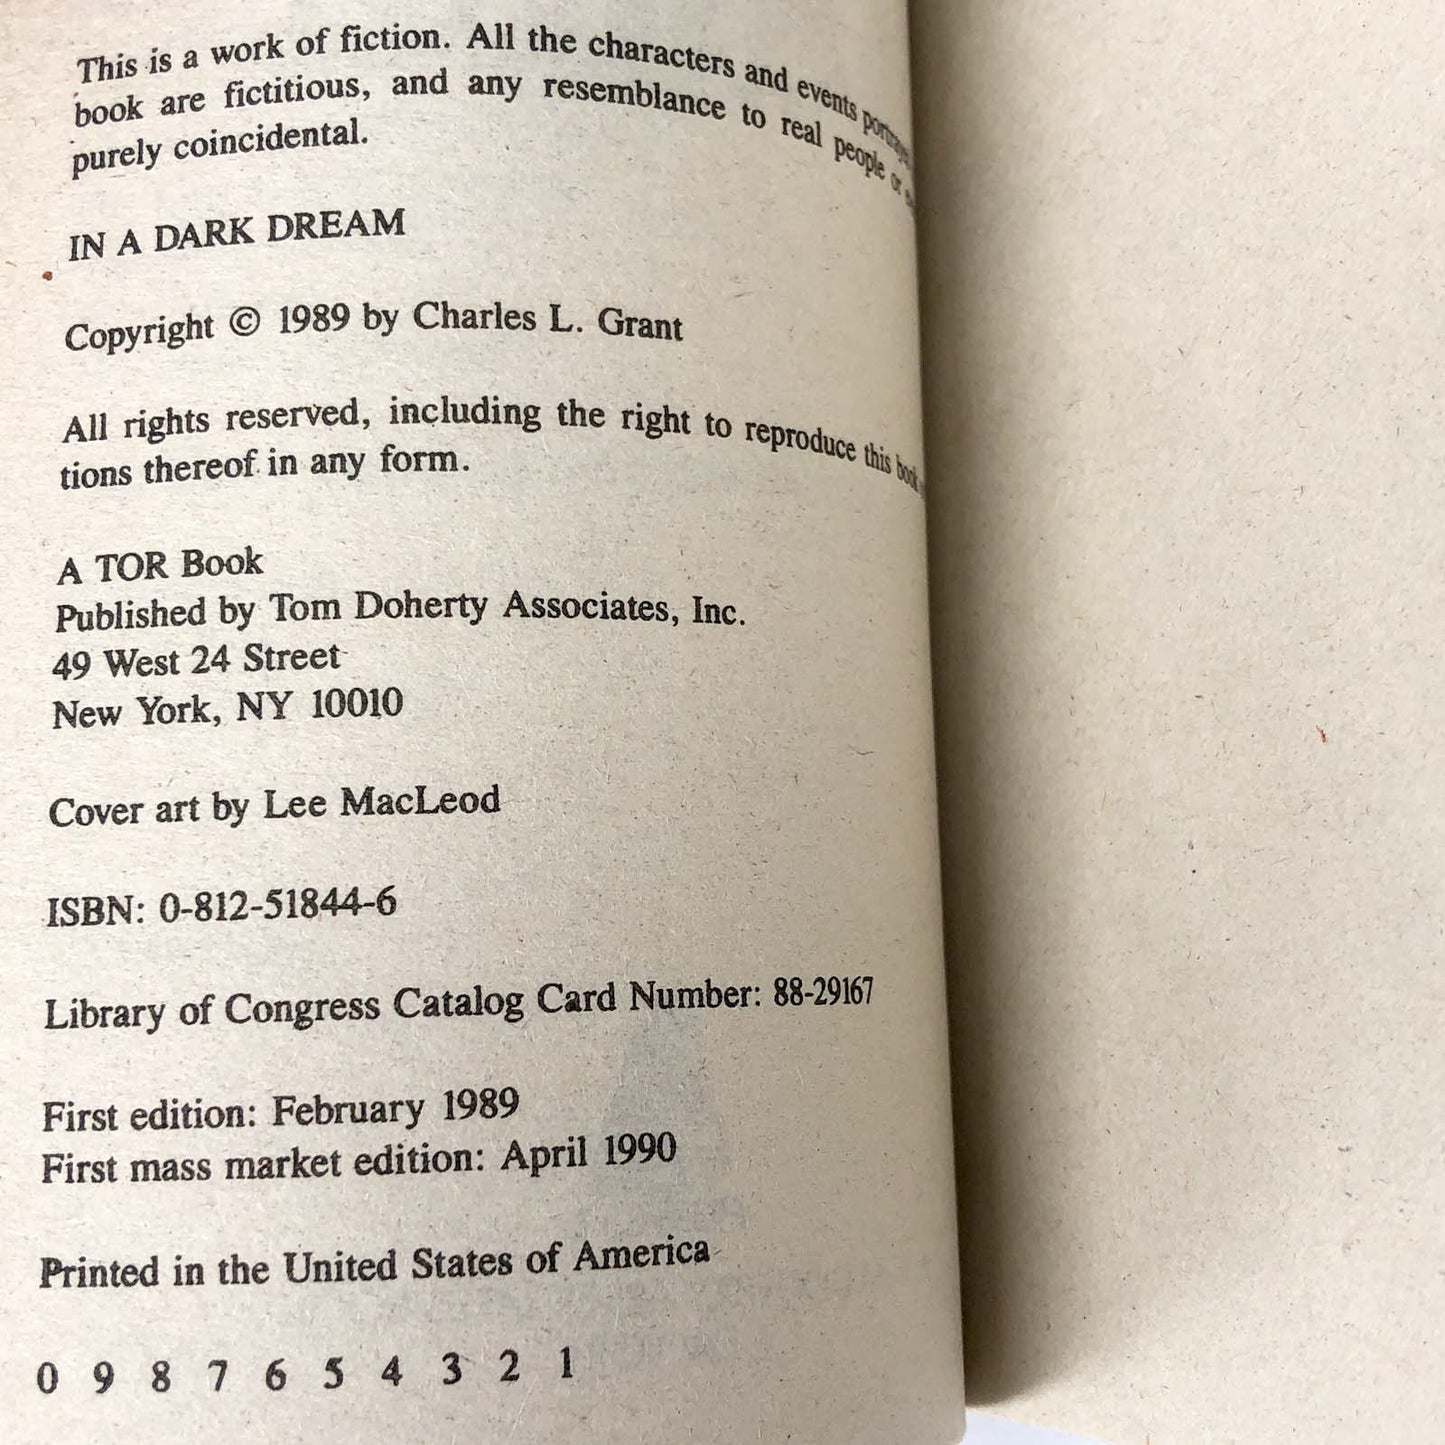 This is a work of fiction. All the characters and events
book are fictitious, and any resemblance to real people or
purely coincidental.
IN A DARK DREAM
Copyright © 1989 by Charles L. Grant
All rights reserved, including the right to reproduce this book
tions thereof in any form.
A TOR Book
Published by Tom Doherty Associates, Inc.
49 West 24 Street
New York, NY 10010
Cover art by Lee MacLeod
ISBN: 0-812-51844-6
Library of Congress Catalog Card Number: 88-29167
First edition: February 1989
First mass market edition: April 1990
Printed in the United States of America
0 9 8 7 6 5 4 3 2 1